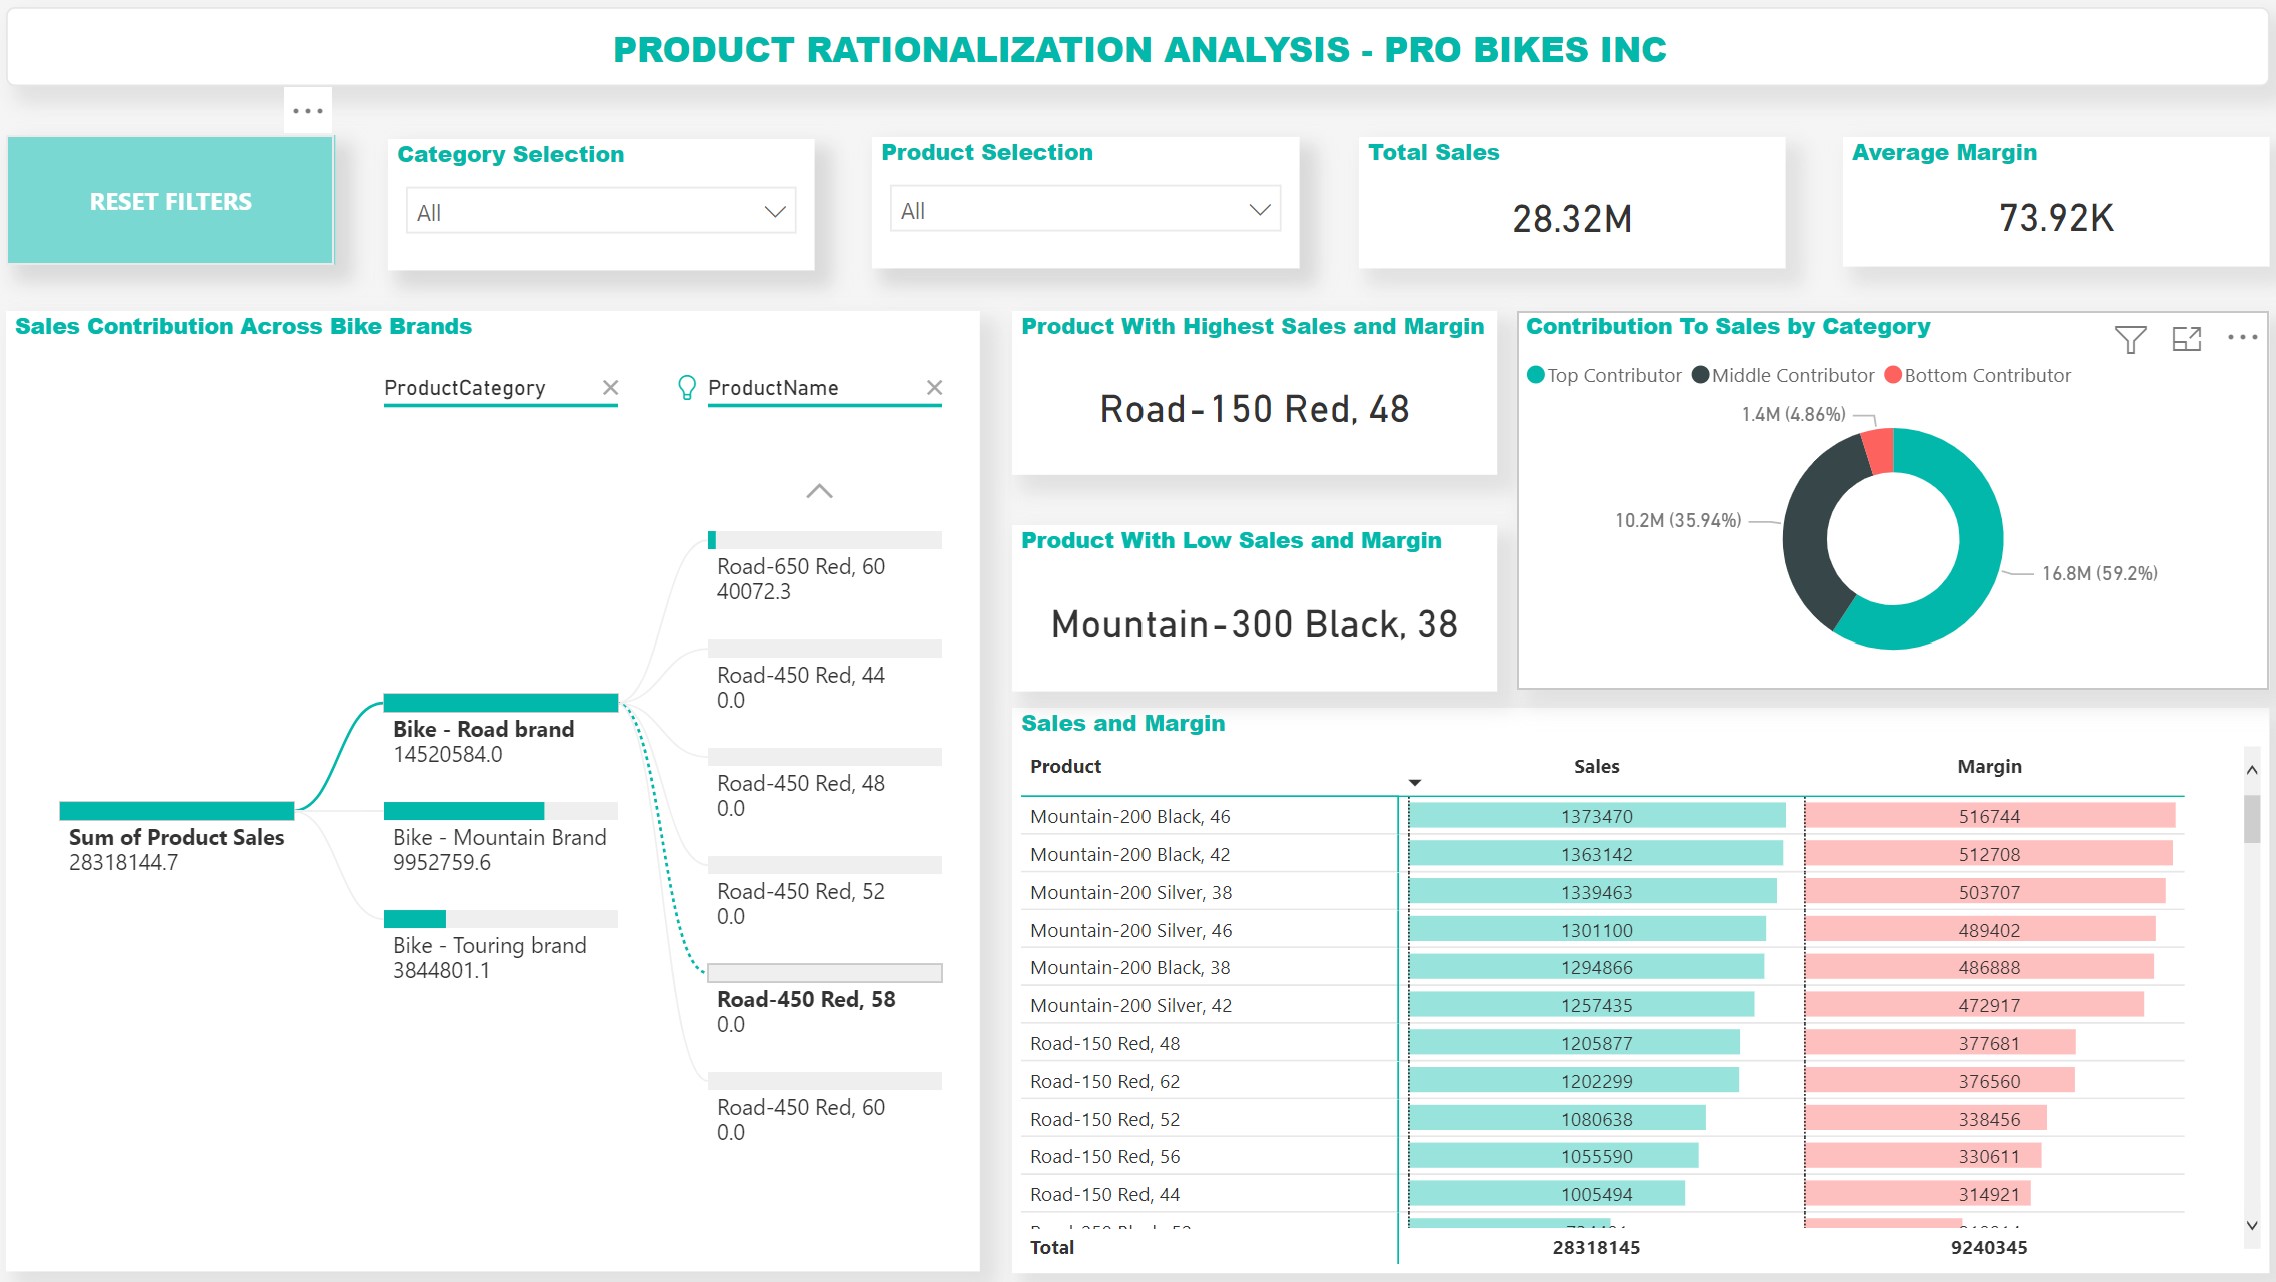 PRODUCT RATIONALIZATION ANALYSIS - PRO BIKES INC
RESET FILTERS
Category Selection
All
Product Selection
All
Total Sales
28.32M
Average Margin
73.92K
Sales Contribution Across Bike Brands
ProductCategory
ProductName
Sum of Product Sales
28318144.7
Bike - Road brand
14520584.0
Bike - Mountain Brand
9952759.6
Bike - Touring brand
3844801.1
Road-650 Red, 60
40072.3
Road-450 Red, 44
0.0
Road-450 Red, 48
0.0
Road-450 Red, 52
0.0
Road-450 Red, 58
0.0
Road-450 Red, 60
0.0
Product With Highest Sales and Margin
Road-150 Red, 48
Product With Low Sales and Margin
Mountain-300 Black, 38
Contribution To Sales by Category
Top Contributor Middle Contributor Bottom Contributor
1.4M (4.86%)
10.2M (35.94%)
16.8M (59.2%)
Sales and Margin
Product Sales Margin
Mountain-200 Black, 46 1373470 516744
Mountain-200 Black, 42 1363142 512708
Mountain-200 Silver, 38 1339463 503707
Mountain-200 Silver, 46 1301100 489402
Mountain-200 Black, 38 1294866 486888
Mountain-200 Silver, 42 1257435 472917
Road-150 Red, 48 1205877 377681
Road-150 Red, 62 1202299 376560
Road-150 Red, 52 1080638 338456
Road-150 Red, 56 1055590 330611
Road-150 Red, 44 1005494 314921
Total 28318145 9240345